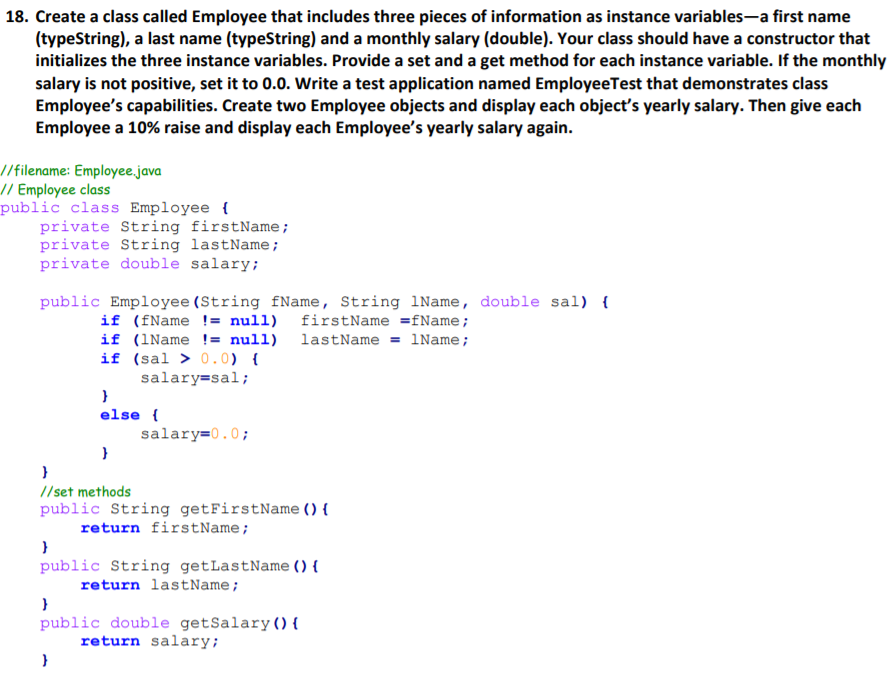 18. Create a class called Employee that includes three pieces of information as instance variables—a first name
(typeString), a last name (typeString) and a monthly salary (double). Your class should have a constructor that
initializes the three instance variables. Provide a set and a get method for each instance variable. If the monthly
salary is not positive, set it to 0.0. Write a test application named EmployeeTest that demonstrates class
Employee’s capabilities. Create two Employee objects and display each object’s yearly salary. Then give each
Employee a 10% raise and display each Employee’s yearly salary again.
//filename: Employee.java
// Employee class
public class Employee {
    private String firstName;
    private String lastName;
    private double salary;
    public Employee(String fName, String lName, double sal) {
          if (fName != null)  firstName =fName;
          if (lName != null)  lastName = lName;
          if (sal > 0.0) {
              salary=sal;
          }
          else {
              salary=0.0;
          }
    }
    //set methods
    public String getFirstName(){
        return firstName;
    }
    public String getLastName(){
        return lastName;
    }
    public double getSalary(){
        return salary;
    }